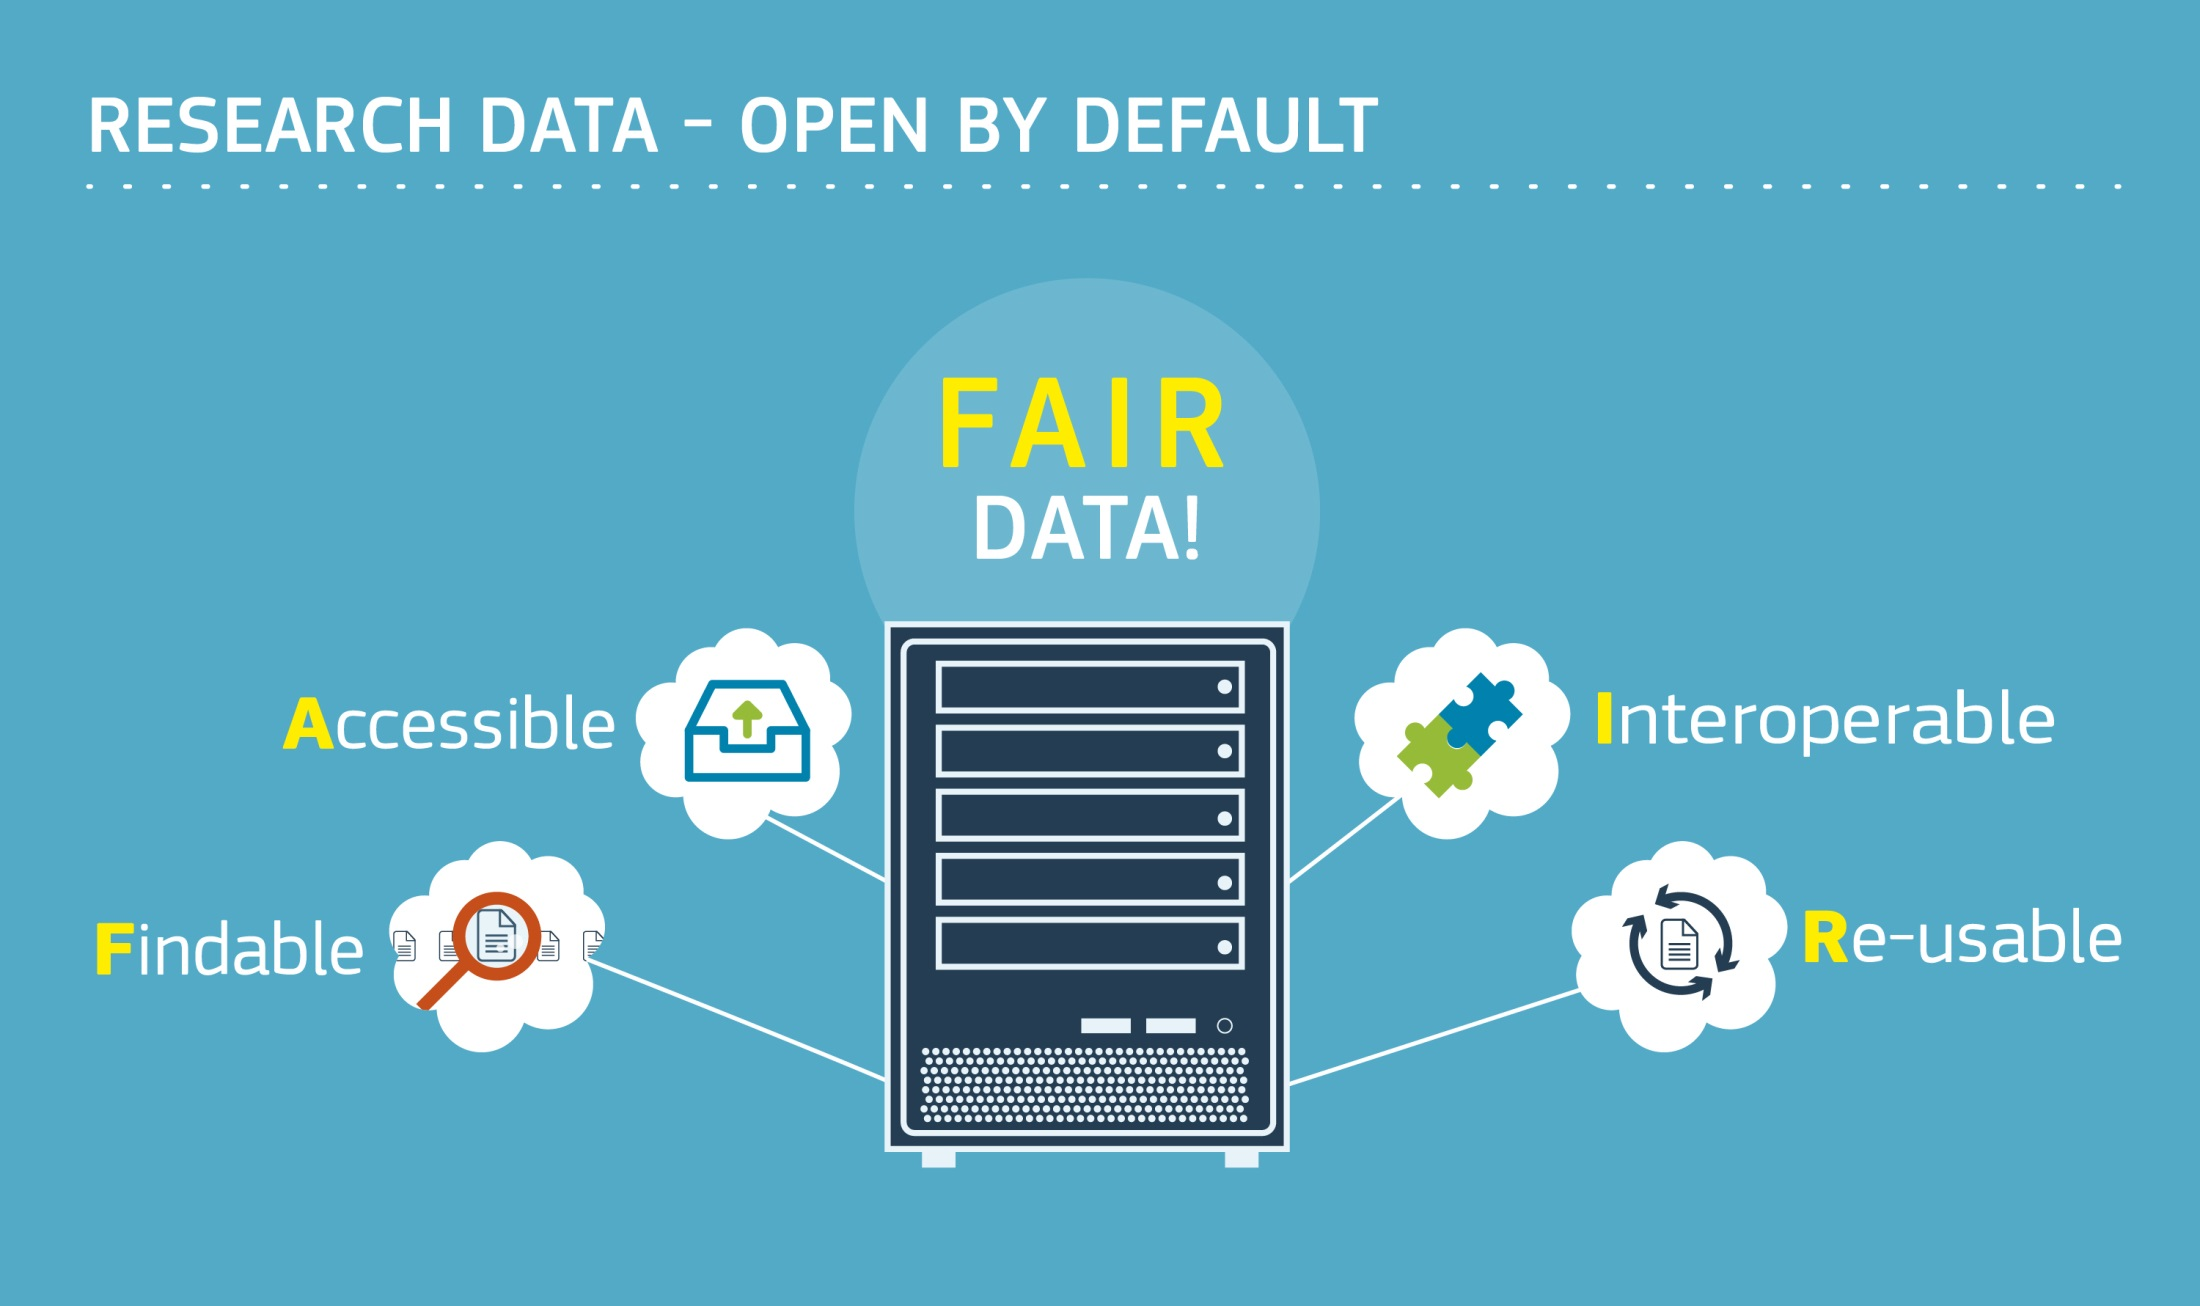 RESEARCH DATA - OPEN BY DEFAULT
FAIR
DATA!
Accessible
Interoperable
Findable
Re-usable